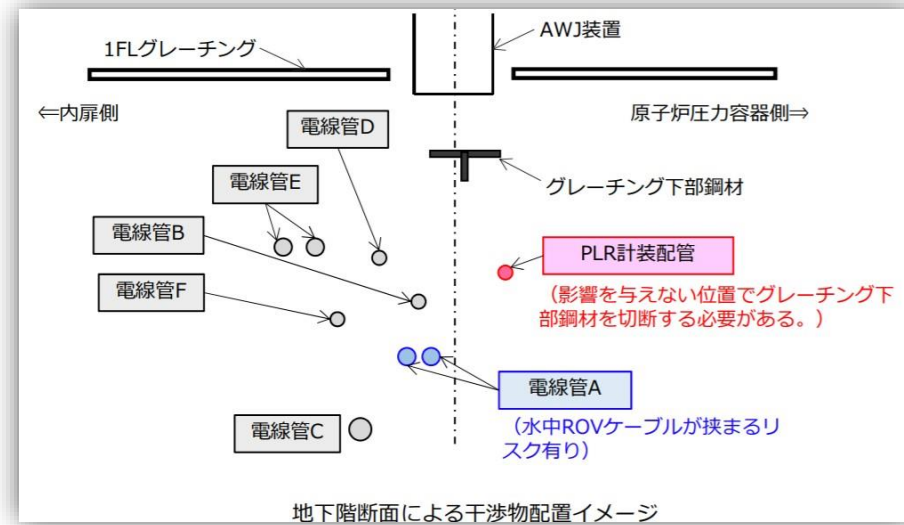 AWJ装置
1FLグレーチング
⇐内扉側
原子炉圧力容器側⇒
電線管D
電線管E
グレーチング下部鋼材
電線管B
PLR計装配管
電線管F
（影響を与えない位置でグレーチング下
部鋼材を切断する必要がある。）
電線管A
電線管C
（水中ROVケーブルが挟まるリ
スク有り）
地下階断面による干渉物配置イメージ